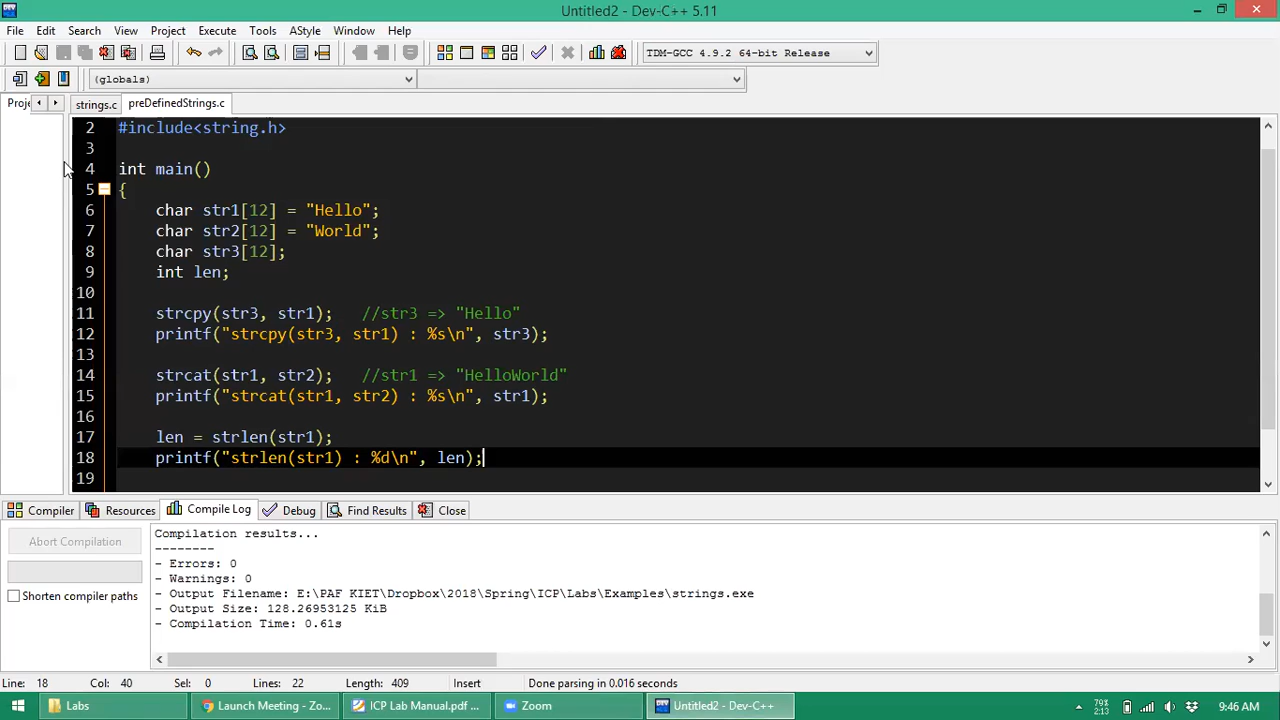 Untitled2 - Dev-C++ 5.11
File Edit Search View Project Execute Tools AStyle Window Help
TDM-GCC 4.9.2 64-bit Release
(globals)
Proje strings.c preDefinedStrings.c
2 #include<string.h>
3
4 int main()
5 {
6 char str1[12] = "Hello";
7 char str2[12] = "World";
8 char str3[12];
9 int len;
10
11 strcpy(str3, str1); //str3 => "Hello"
12 printf("strcpy(str3, str1) : %s\n", str3);
13
14 strcat(str1, str2); //str1 => "HelloWorld"
15 printf("strcat(str1, str2) : %s\n", str1);
16
17 len = strlen(str1);
18 printf("strlen(str1) : %d\n", len);
19
Compiler Resources Compile Log Debug Find Results Close
Abort Compilation
Shorten compiler paths
Compilation results...
--------
- Errors: 0
- Warnings: 0
- Output Filename: E:\PAF KIET\Dropbox\2018\Spring\ICP\Labs\Examples\strings.exe
- Output Size: 128.26953125 KiB
- Compilation Time: 0.61s
Line: 18 Col: 40 Sel: 0 Lines: 22 Length: 409 Insert Done parsing in 0.016 seconds
Labs Launch Meeting - Zo... ICP Lab Manual.pdf ... Zoom Untitled2 - Dev-C++ ... 79% 2:13 9:46 AM